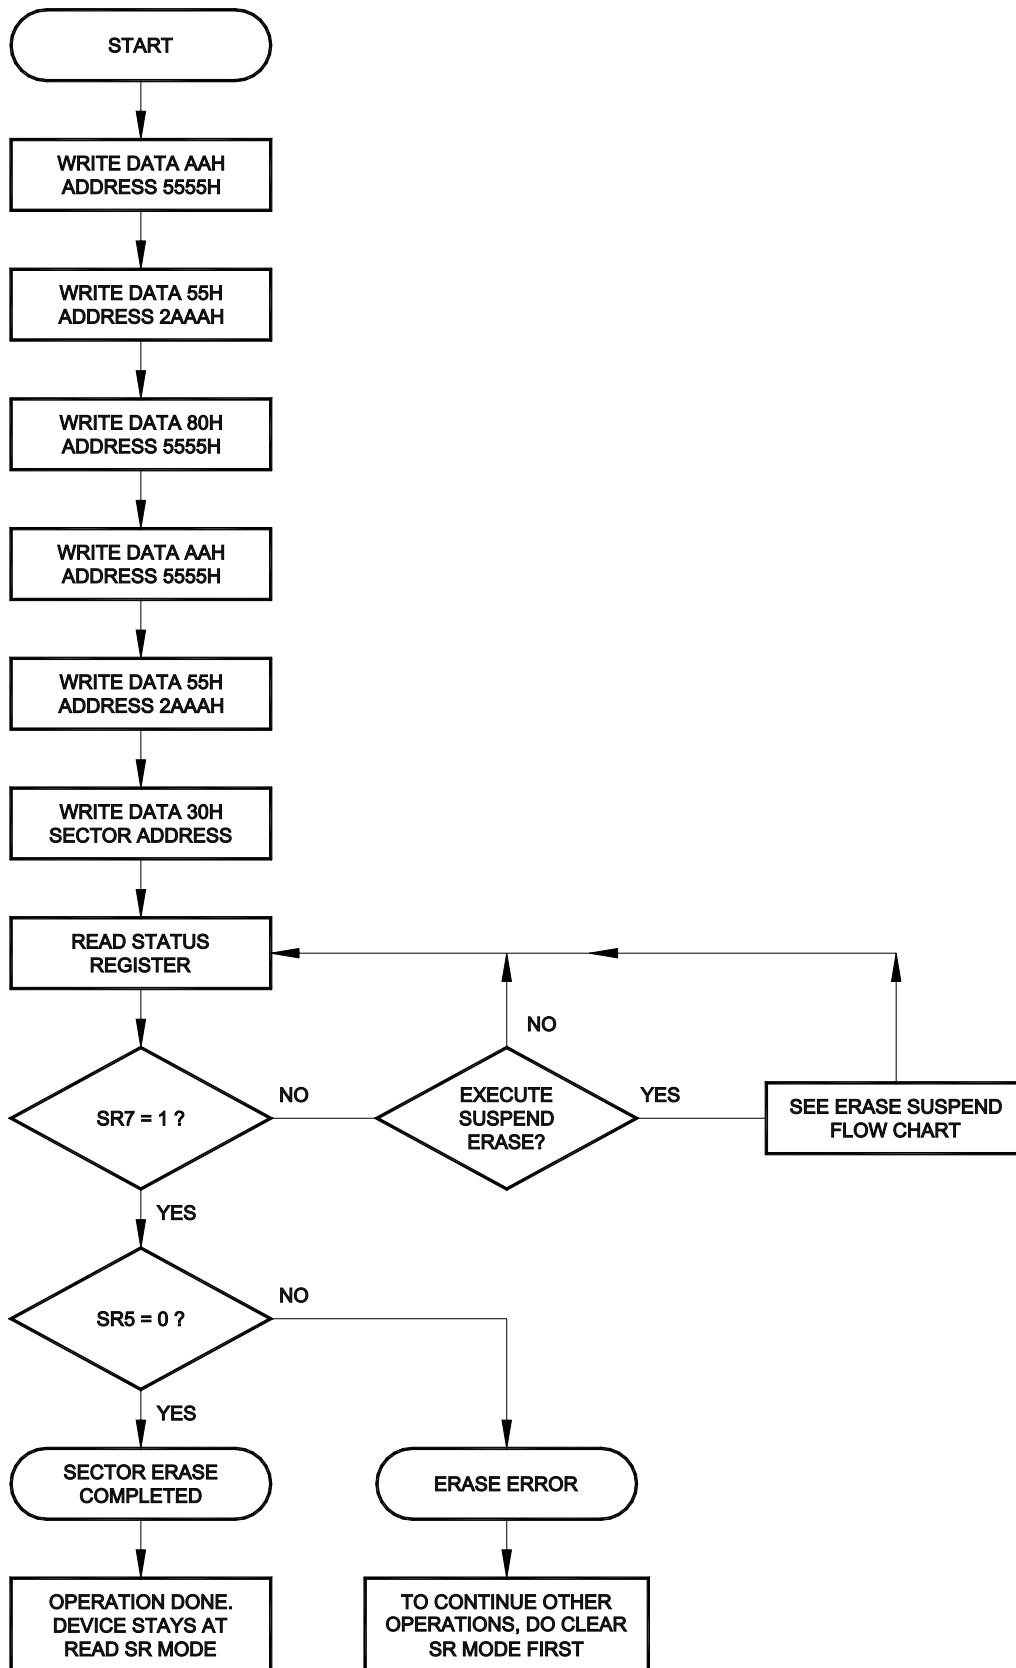 START
WRITE DATA AAH
ADDRESS 5555H
WRITE DATA 55H
ADDRESS 2AAAH
WRITE DATA 80H
ADDRESS 5555H
WRITE DATA AAH
ADDRESS 5555H
WRITE DATA 55H
ADDRESS 2AAAH
WRITE DATA 30H
SECTOR ADDRESS
READ STATUS
REGISTER
NO
SR7 = 1 ?
NO
EXECUTE
SUSPEND
ERASE?
YES
SEE ERASE SUSPEND
FLOW CHART
YES
SR5 = 0 ?
NO
YES
SECTOR ERASE
COMPLETED
ERASE ERROR
OPERATION DONE.
DEVICE STAYS AT
READ SR MODE
TO CONTINUE OTHER
OPERATIONS, DO CLEAR
SR MODE FIRST